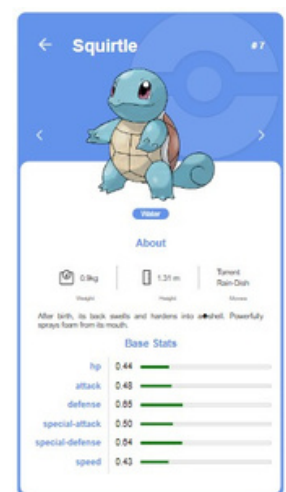 Squirtle
#7
Water
About
0.9kg
1.31 m
Torrent
Rain-Dish
Weight
Height
Moves
After birth, its back swells and hardens into a shell. Powerfully
sprays foam from its mouth.
Base Stats
hp 0.44
attack 0.48
defense 0.65
special-attack 0.50
special-defense 0.64
speed 0.43